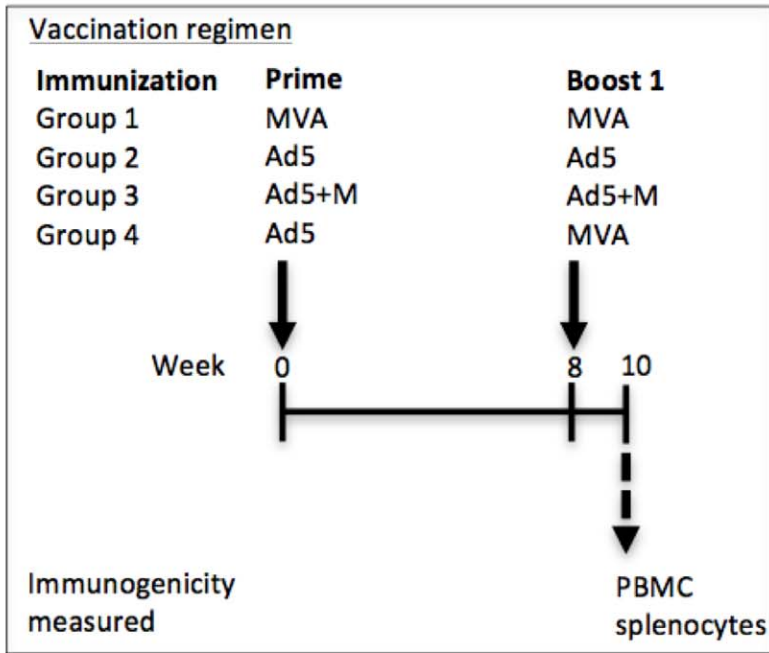 Vaccination regimen
Immunization Prime Boost 1
Group 1 MVA MVA
Group 2 Ad5 Ad5
Group 3 Ad5+M Ad5+M
Group 4 Ad5 MVA
Week 0 8 10
Immunogenicity PBMC
measured splenocytes